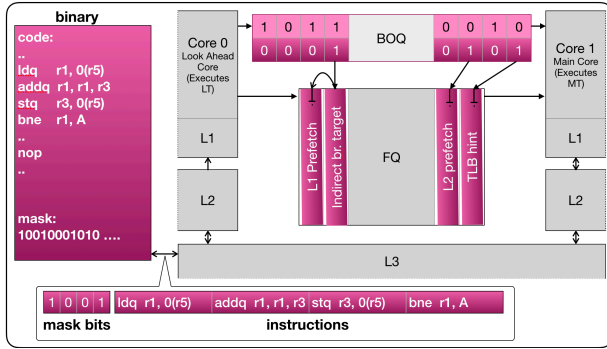 binary
code:
..
ldq r1, 0(r5)
addq r1, r1, r3
stq r3, 0(r5)
bne r1, A
..
nop
..
mask:
10010001010 ....
Core 0
Look Ahead
Core
(Executes
LT)
L1
L2
1 0 1 1
0 0 0 1
BOQ
0 0 1 0
0 1 0 1
L1 Prefetch
Indirect br. target
FQ
L2 prefetch
TLB hint
Core 1
Main Core
(Executes
MT)
L1
L2
L3
1 0 0 1
ldq r1, 0(r5) addq r1, r1, r3 stq r3, 0(r5) bne r1, A
mask bits
instructions